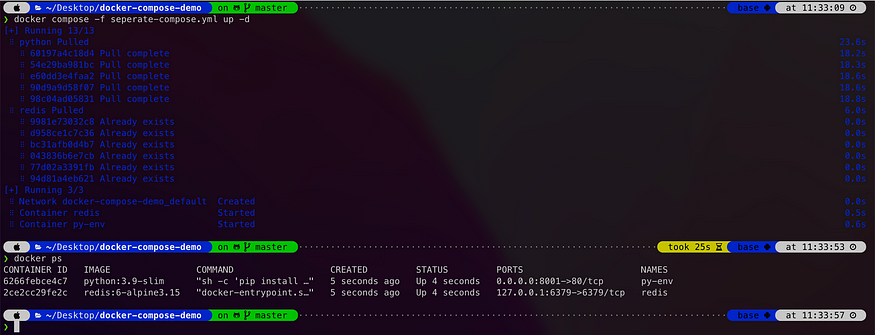 ~/Desktop/docker-compose-demo on master base at 11:33:09
❯ docker compose -f seperate-compose.yml up -d
[+] Running 13/13
⠿ python Pulled 23.6s
⠿ 60197a4c18d4 Pull complete 18.2s
⠿ 54e29ba981bc Pull complete 18.3s
⠿ e60dd3e4faa2 Pull complete 18.6s
⠿ 90d9a9d58f07 Pull complete 18.6s
⠿ 90c04ad05831 Pull complete 18.8s
⠿ redis Pulled 6.0s
⠿ 9981e73032c8 Already exists 0.0s
⠿ d958ce1c7c36 Already exists 0.0s
⠿ bc31afb0d4b7 Already exists 0.0s
⠿ 043836b6e7cb Already exists 0.0s
⠿ 77d02a3391fb Already exists 0.0s
⠿ 94d81a4eb621 Already exists 0.0s
[+] Running 3/3
⠿ Network docker-compose-demo_default Created 0.0s
⠿ Container redis Started 0.5s
⠿ Container py-env Started 0.6s
~/Desktop/docker-compose-demo on master took 25s base at 11:33:53
❯ docker ps
CONTAINER ID IMAGE COMMAND CREATED STATUS PORTS NAMES
6266febce4c7 python:3.9-slim "sh -c 'pip install …" 5 seconds ago Up 4 seconds 0.0.0.0:8001->80/tcp py-env
2ce2cc29fe2c redis:6-alpine3.15 "docker-entrypoint.s…" 5 seconds ago Up 4 seconds 127.0.0.1:6379->6379/tcp redis
~/Desktop/docker-compose-demo on master base at 11:33:57
❯